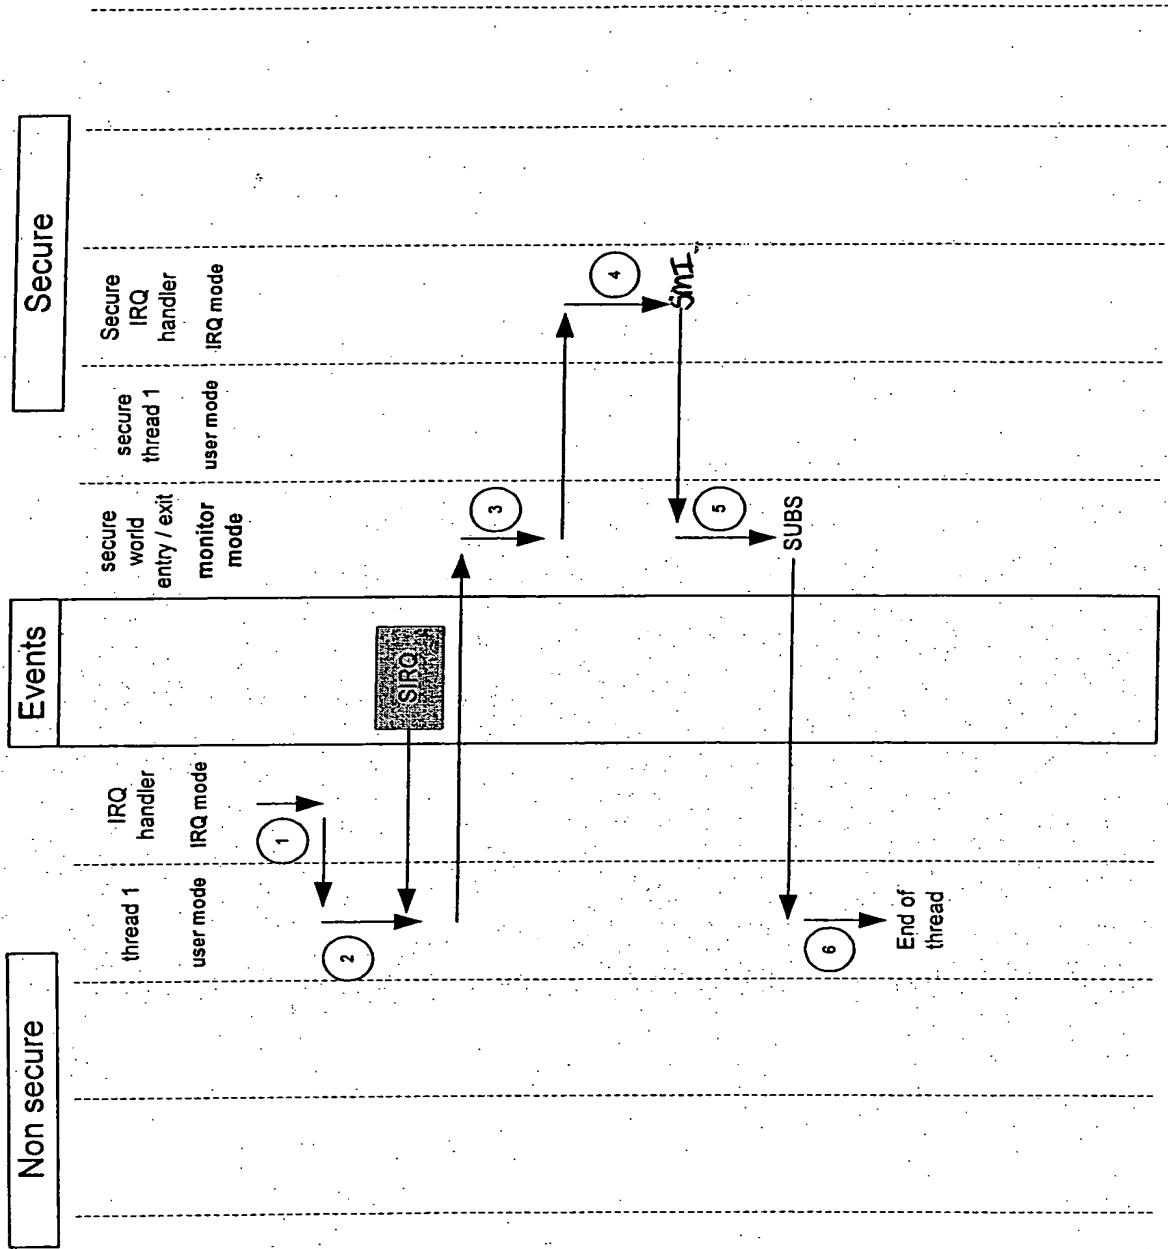 Non secure
Events
Secure
thread 1
user mode
IRQ
handler
IRQ mode
secure
world
entry / exit
monitor
mode
secure
thread 1
user mode
Secure
IRQ
handler
IRQ mode
1
2
SIRQ
3
4
SMI
5
SUBS
6
End of
thread